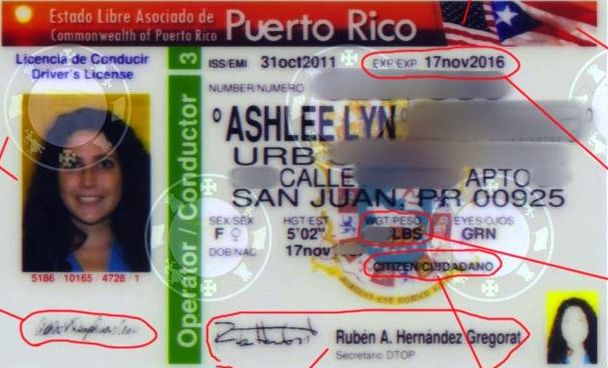 Estado Libre Asociado de
Commonwealth of Puerto Rico
Puerto Rico
Licencia de Conducir
Driver's License
Operator / Conductor 3
ISS/EMI 31oct2011 EXP/EXP 17nov2016
NUMBER/NUMERO
ASHLEE LYN
URB
CALLE APTO
SAN JUAN, PR 00925
SEX/SEX HGT/EST WGT/PESO EYES/OJOS
F 5'02" LBS GRN
DOB/NAC 17nov
CITIZEN/CIUDADANO
5186 / 10165 4728 / 1
Rubén A. Hernández Gregorat
Secretario DTOP